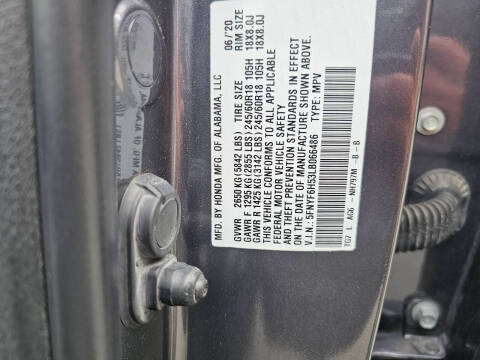 MFD. BY HONDA MFG. OF ALABAMA, LLC 06/20
TIRE SIZE RIM SIZE
GVWR 2650 KG (5842 LBS)
GAWR F 1295 KG (2855 LBS) 245/60R18 105H 18X8.0J
GAWR R 1425 KG (3142 LBS) 245/60R18 105H 18X8.0J
THIS VEHICLE CONFORMS TO ALL APPLICABLE
FEDERAL MOTOR VEHICLE SAFETY
AND THEFT PREVENTION STANDARDS IN EFFECT
ON THE DATE OF MANUFACTURE SHOWN ABOVE.
V.I.N.: 5FNYF6H53LB066486 TYPE: MPV
TG7 L AG6 -NH797M -B -B